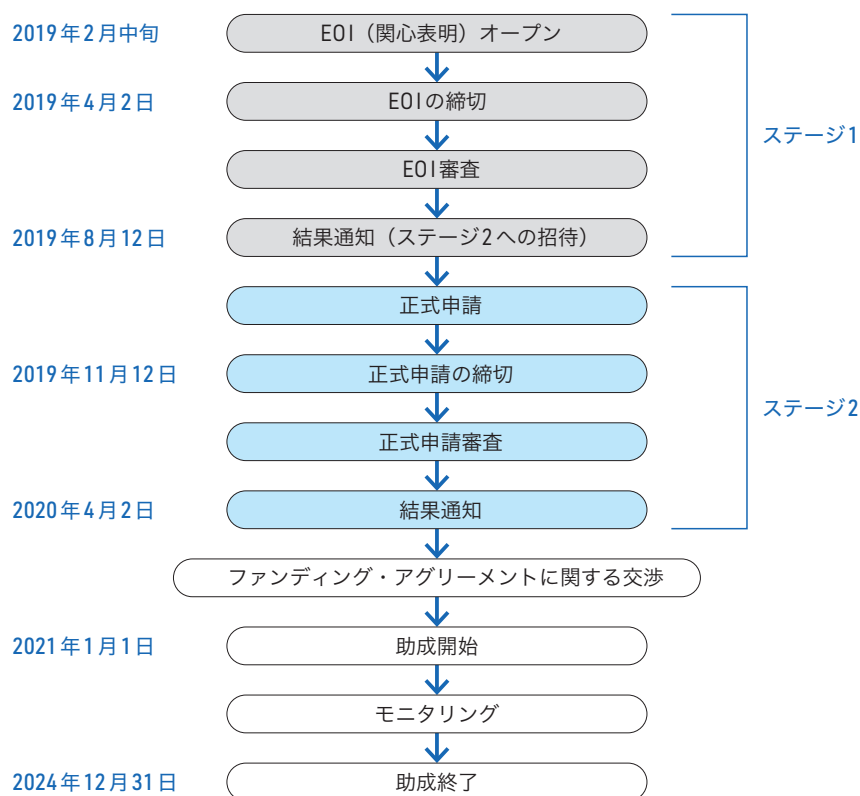 2019年2月中旬
EOI（関心表明）オープン
2019年4月2日
EOIの締切
ステージ1
EOI審査
2019年8月12日
結果通知（ステージ2への招待）
正式申請
2019年11月12日
正式申請の締切
ステージ2
正式申請審査
2020年4月2日
結果通知
ファンディング・アグリーメントに関する交渉
2021年1月1日
助成開始
モニタリング
2024年12月31日
助成終了